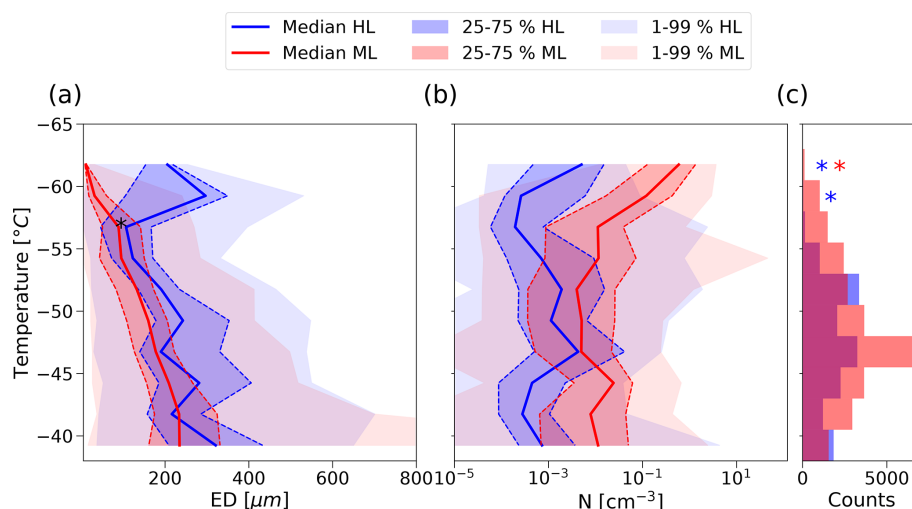 Median HL 25-75 % HL 1-99 % HL
Median ML 25-75 % ML 1-99 % ML
(a) (b) (c)
−65
−60
−55
−50
−45
−40
Temperature [°C]
200 400 600 800
ED [μm]
10⁻⁵ 10⁻³ 10⁻¹ 10¹
N [cm⁻³]
0 5000
Counts
* * *
*